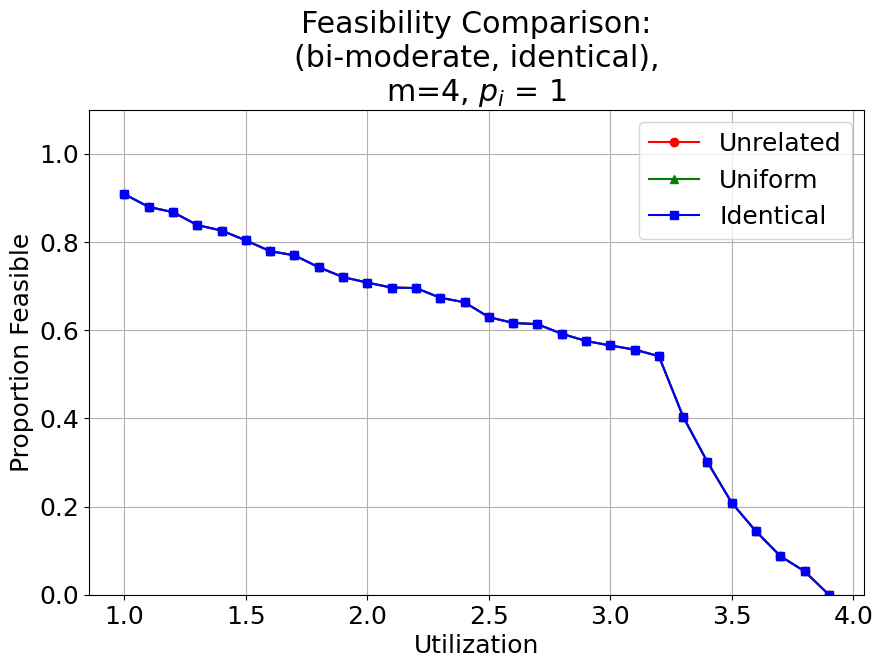 Feasibility Comparison:
(bi-moderate, identical),
m=4, $p_i$ = 1
Unrelated
Uniform
Identical
Proportion Feasible
1.0
0.8
0.6
0.4
0.2
0.0
1.0 1.5 2.0 2.5 3.0 3.5 4.0
Utilization